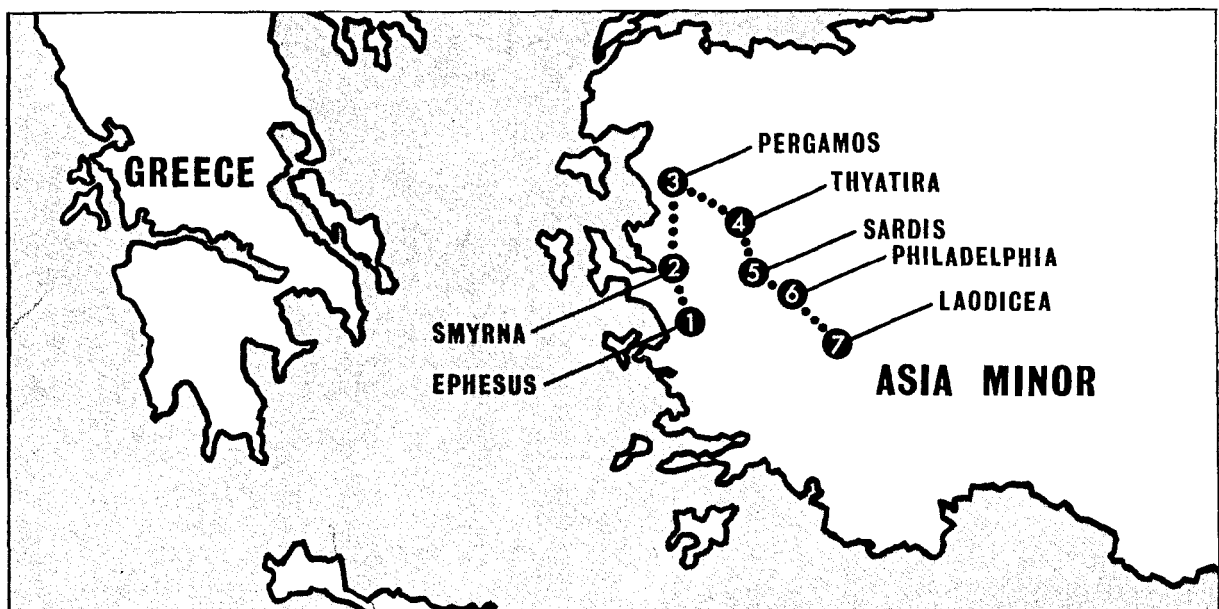 PERGAMOS
GREECE
3
THYATIRA
4
SARDIS
PHILADELPHIA
2
5
6
LAODICEA
SMYRNA
1
7
EPHESUS
ASIA MINOR